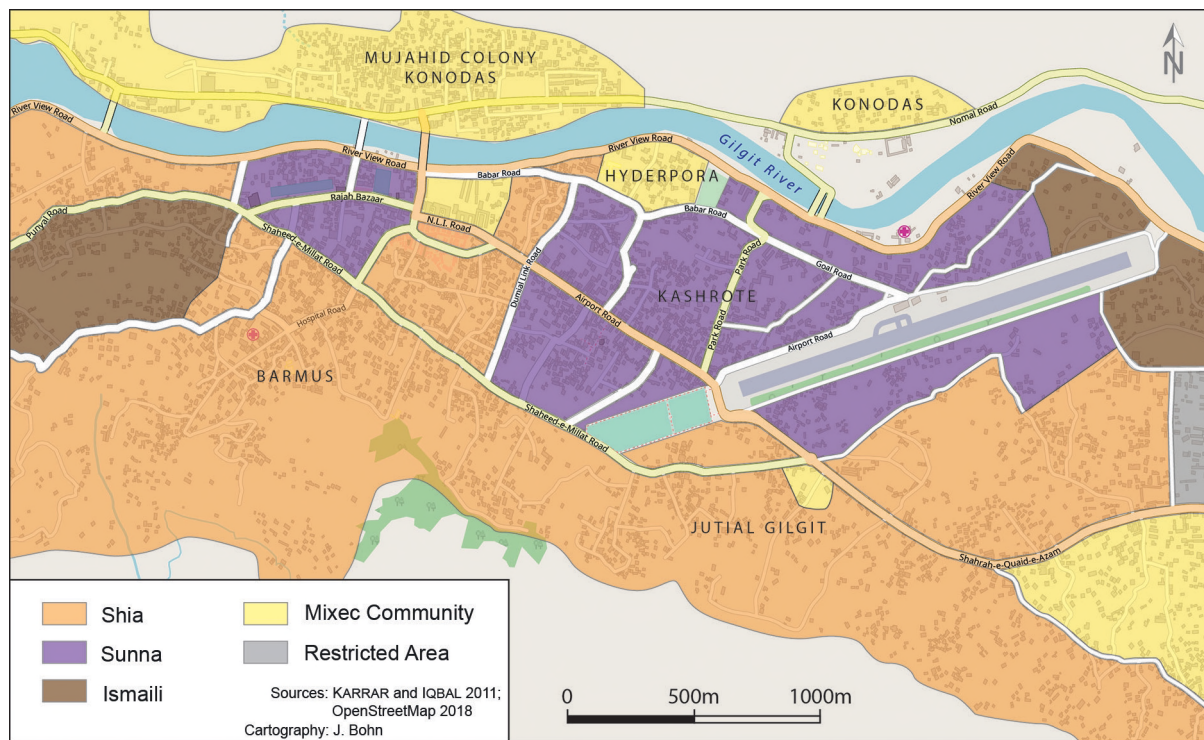 MUJAHID COLONY
KONODAS
KONODAS
N
Nomal Road
River View Road
River View Road
River View Road
Gilgit River
River View Road
HYDERPORA
Babar Road
Rajah Bazaar
Punyal Road
Shaheed-e-Millat Road
N.L.I. Road
Babar Road
Park Road
Goal Road
Dumial Link Road
KASHROTE
Airport Road
Hospital Road
Park Road
Airport Road
BARMUS
Shaheed-e-Millat Road
JUTIAL GILGIT
Shahrah-e-Quaid-e-Azam
Shia
Mixec Community
Sunna
Restricted Area
Ismaili
Sources: KARRAR and IQBAL 2011;
OpenStreetMap 2018
Cartography: J. Bohn
0 500m 1000m